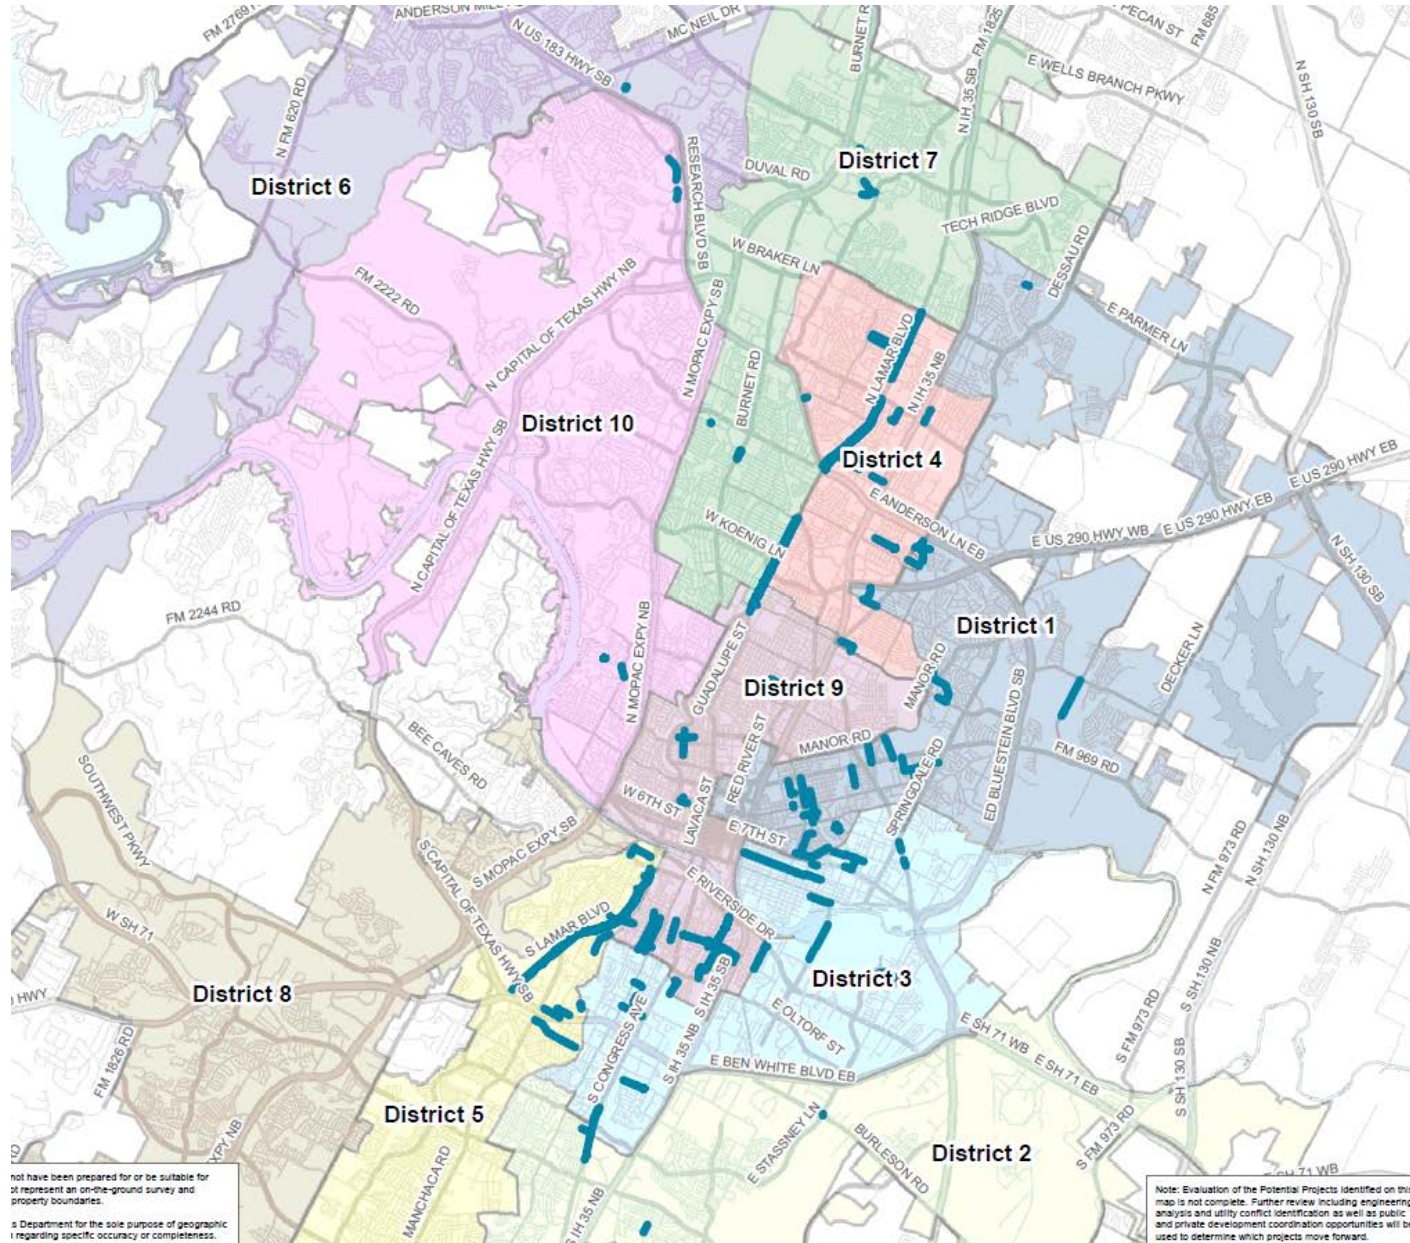 FM 2769
ANDERSON MILL
N US 183 HWY SB
MC NEIL DR
BURNET R
N IH 35 SB
FM 1825
PECAN ST
FM 685
E WELLS BRANCH PKWY
N SH 130 SB
N FM 620 RD
District 6
RESEARCH BLVD SB
DUVAL RD
District 7
TECH RIDGE BLVD
DESSAU RD
W BRAKER LN
FM 2222 RD
N CAPITAL OF TEXAS HWY NB
N MOPAC EXPY SB
E PARMER LN
N LAMAR BLVD
N IH 35 NB
BURNET RD
District 10
N CAPITAL OF TEXAS HWY SB
District 4
E US 290 HWY EB
E ANDERSON LN EB
W KOENIG LN
E US 290 HWY WB
E US 290 HWY EB
N SH 130 SB
FM 2244 RD
N MOPAC EXPY NB
GUADALUPE ST
District 1
DECKER LN
MANOR RD
District 9
ED BLUESTEIN BLVD SB
BEE CAVES RD
RED RIVER ST
MANOR RD
FM 969 RD
SOUTHWEST PKWY
W 6TH ST
LAVACA ST
E 7TH ST
SPRINGDALE RD
S CAPITAL OF TEXAS HWY SB
S MOPAC EXPY SB
E RIVERSIDE DR
N FM 973 RD
N SH 130 NB
W SH 71
S LAMAR BLVD
District 8
District 3
S IH 35 SB
S SH 130 NB
HWY
FM 1826 RD
S CONGRESS AVE
S IH 35 NB
E OLTORF ST
E SH 71 WB
E SH 71 EB
S FM 973 RD
E BEN WHITE BLVD EB
S SH 130 SB
District 5
E STASSNEY LN
BURLESON RD
District 2
S FM 973 RD
EXPY NB
MANCHACA RD
S IH 35 NB
SH 71 WB
not have been prepared for or be suitable for
ot represent an on-the-ground survey and
property boundaries.
s Department for the sole purpose of geographic
regarding specific accuracy or completeness.
Note: Evaluation of the Potential Projects identified on this
map is not complete. Further review including engineering
analysis and utility conflict identification as well as public
and private development coordination opportunities will be
used to determine which projects move forward.